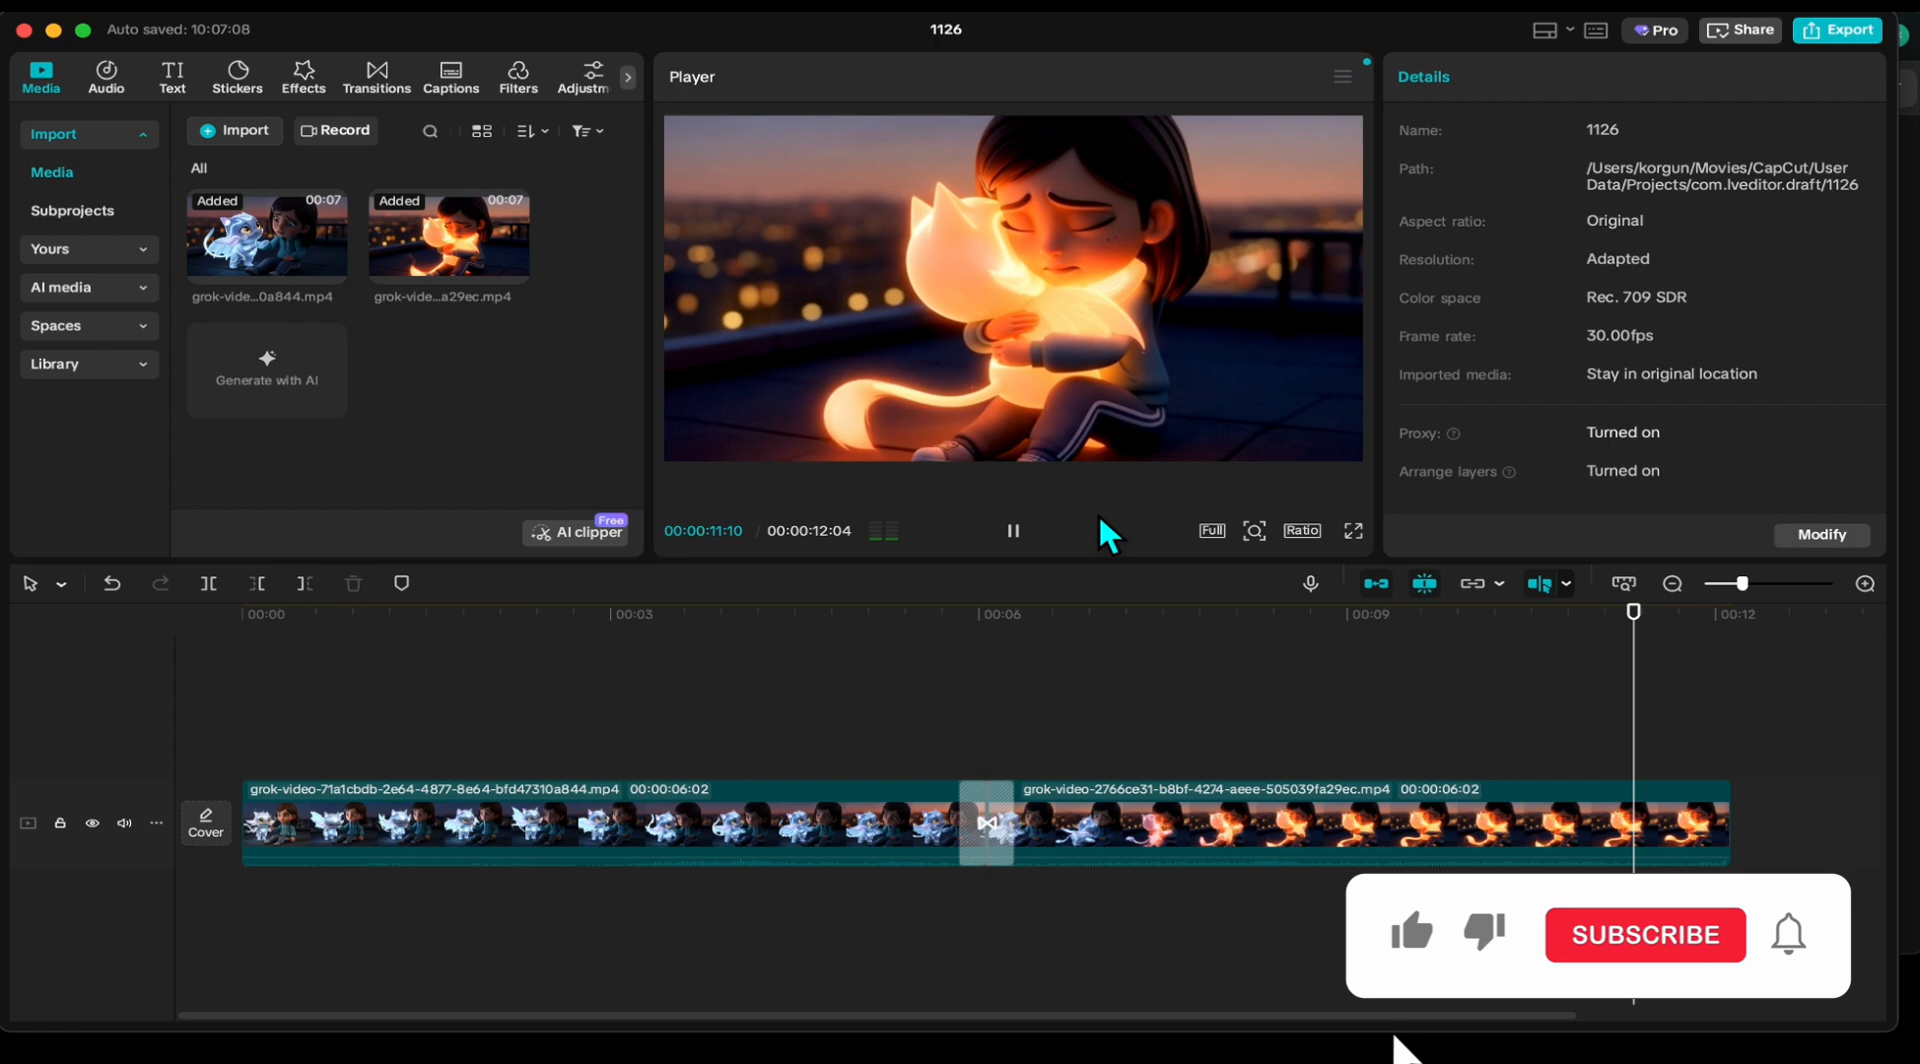 Auto saved: 10:07:08
1126
Pro
Share
Export
Media
Audio
TI
Text
Stickers
Effects
Transitions
Captions
Filters
Adjustm
Import
Media
Subprojects
Yours
AI media
Spaces
Library
Import
Record
All
Added 00:07
grok-vide...0a844.mp4
Added 00:07
grok-vide...a29ec.mp4
Generate with AI
Free
AI clipper
Player
00:00:11:10 / 00:00:12:04
Full
Ratio
Details
Name: 1126
Path: /Users/korgun/Movies/CapCut/User
Data/Projects/com.lveditor.draft/1126
Aspect ratio: Original
Resolution: Adapted
Color space Rec. 709 SDR
Frame rate: 30.00fps
Imported media: Stay in original location
Proxy: Turned on
Arrange layers Turned on
Modify
00:00
00:03
00:06
00:09
00:12
Cover
grok-video-71a1cbdb-2e64-4877-8e64-bfd47310a844.mp4 00:00:06:02
grok-video-2766ce31-b8bf-4274-aeee-505039fa29ec.mp4 00:00:06:02
SUBSCRIBE